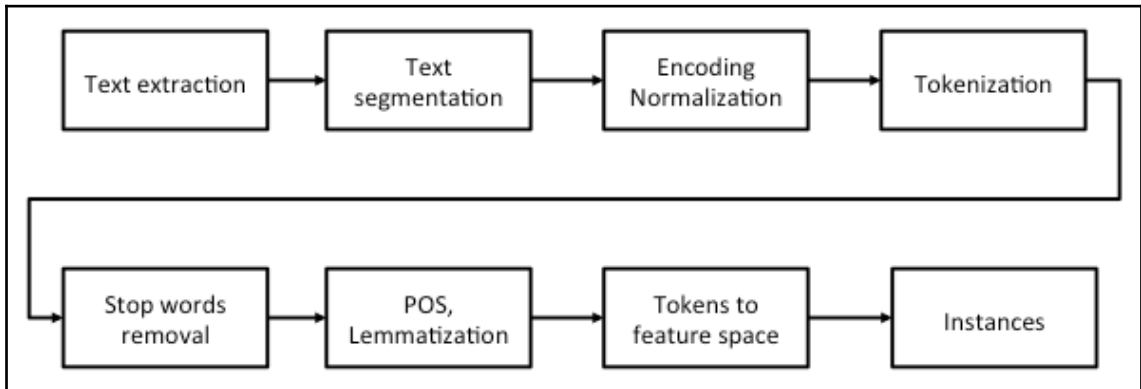 Text extraction
Text
segmentation
Encoding
Normalization
Tokenization
Stop words
removal
POS,
Lemmatization
Tokens to
feature space
Instances